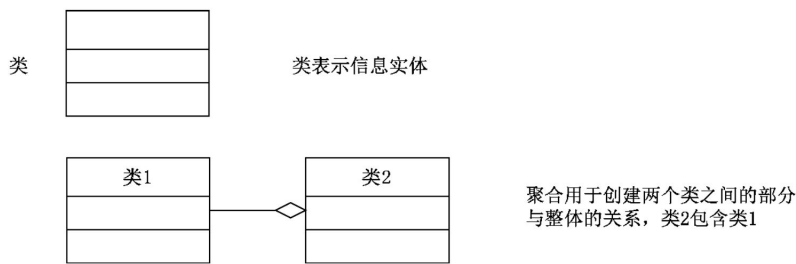 类
类表示信息实体
类1
类2
聚合用于创建两个类之间的部分
与整体的关系，类2包含类1